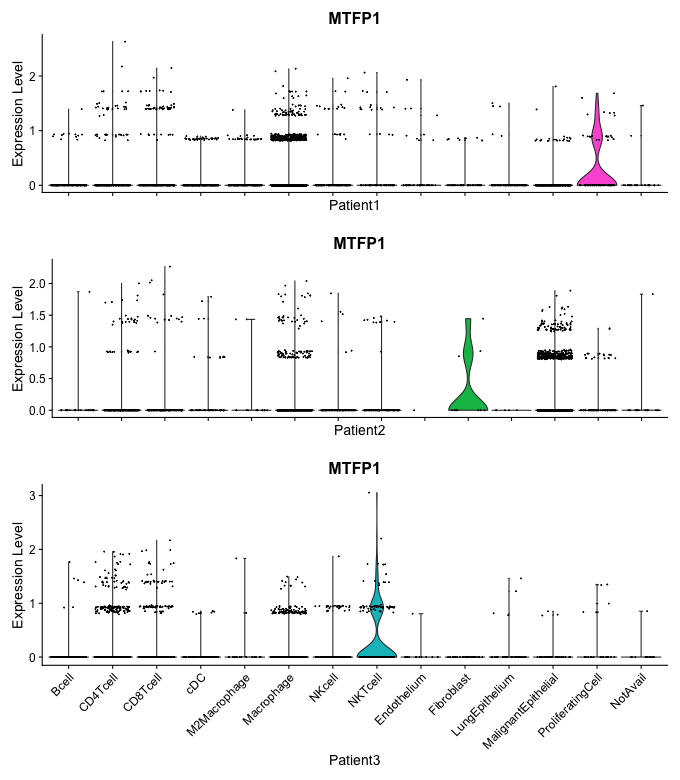 MTFP1
Expression Level
2
1
0
Patient1
MTFP1
Expression Level
2.0
1.5
1.0
0.5
0.0
Patient2
MTFP1
Expression Level
3
2
1
0
Bcell
CD4Tcell
CD8Tcell
cDC
M2Macrophage
Macrophage
NKcell
NKTcell
Endothelium
Fibroblast
LungEpithelium
MalignantEpithelial
ProliferatingCell
NotAvail
Patient3